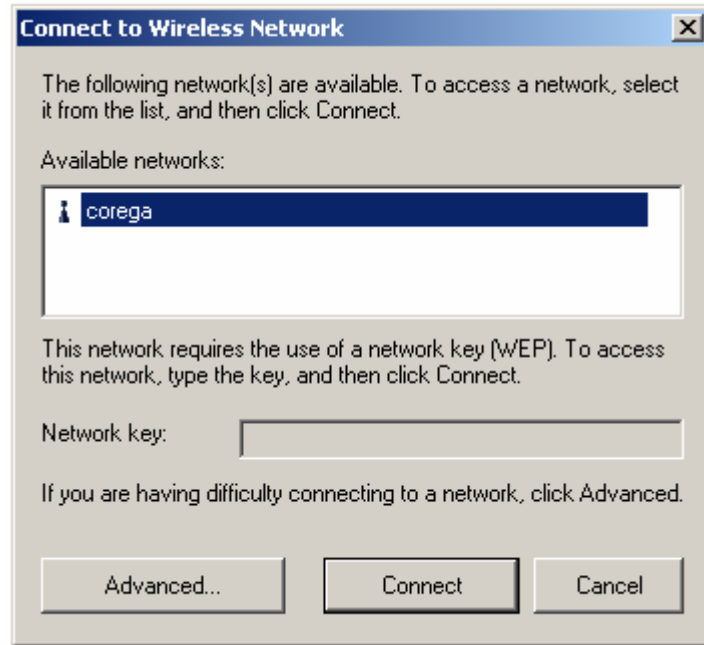 Connect to Wireless Network
The following network(s) are available. To access a network, select
it from the list, and then click Connect.
Available networks:
corega
This network requires the use of a network key (WEP). To access
this network, type the key, and then click Connect.
Network key:
If you are having difficulty connecting to a network, click Advanced.
Advanced... Connect Cancel